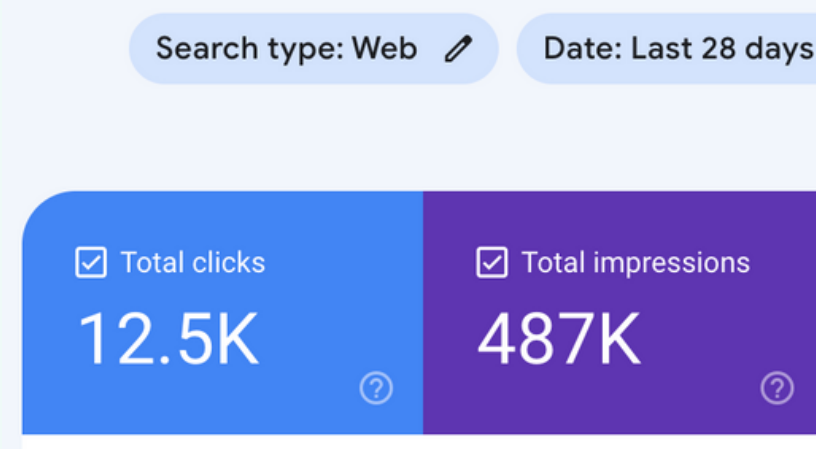 Search type: Web
Date: Last 28 days
Total clicks
12.5K
Total impressions
487K